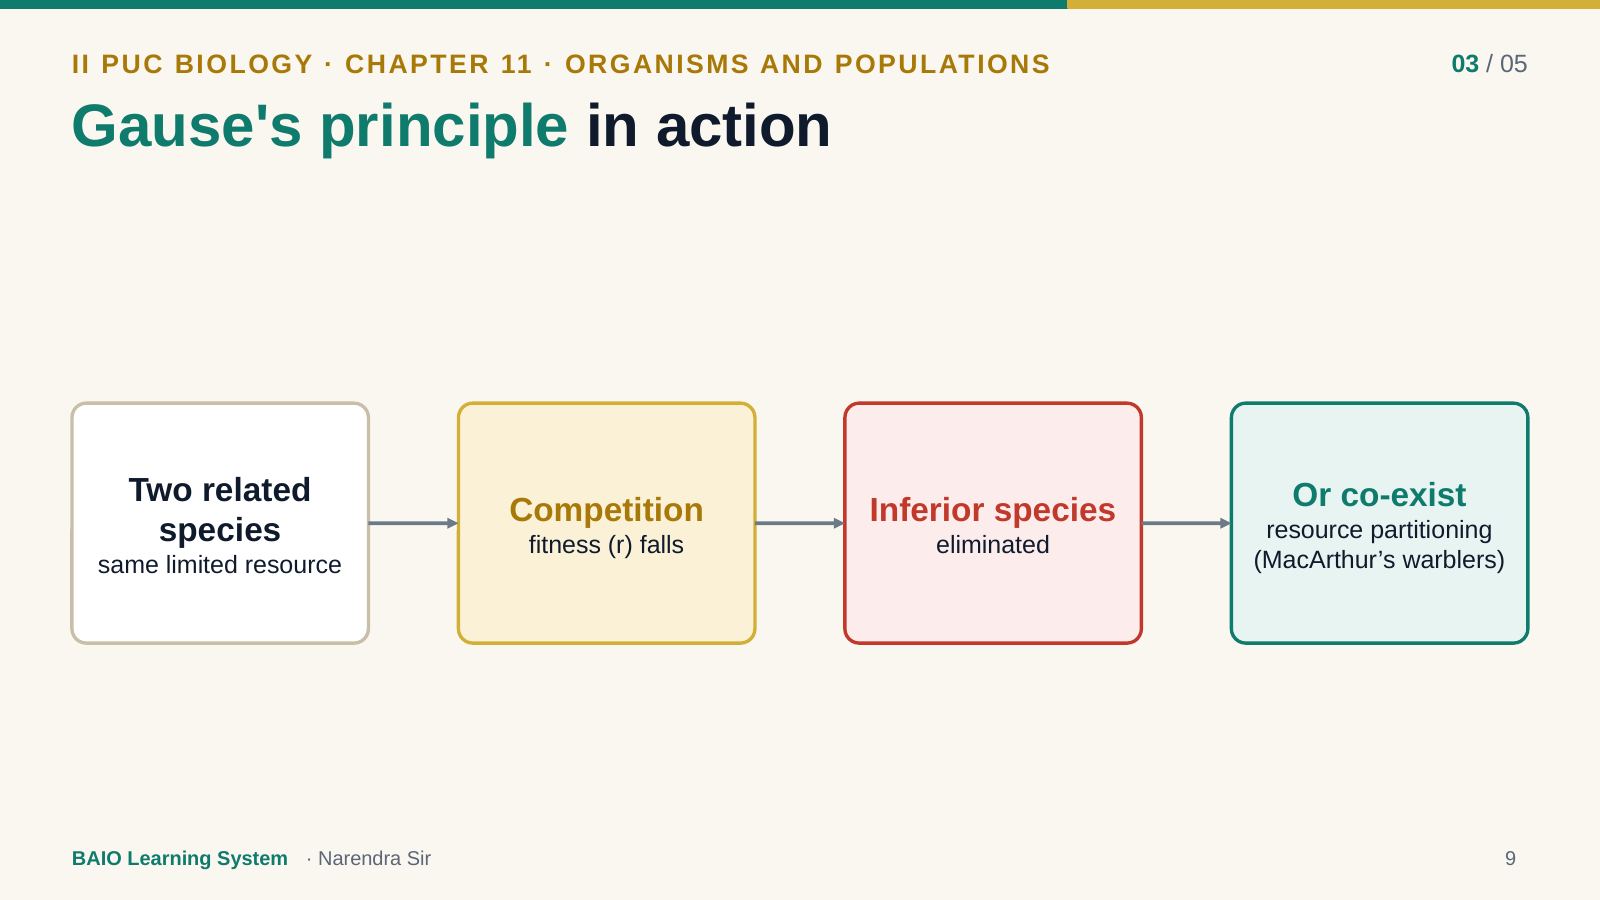 II PUC BIOLOGY · CHAPTER 11 · ORGANISMS AND POPULATIONS
03 / 05
Gause's principle in action
Two related
species
same limited resource
Competition
fitness (r) falls
Inferior species
eliminated
Or co-exist
resource partitioning
(MacArthur’s warblers)
BAIO Learning System · Narendra Sir
9